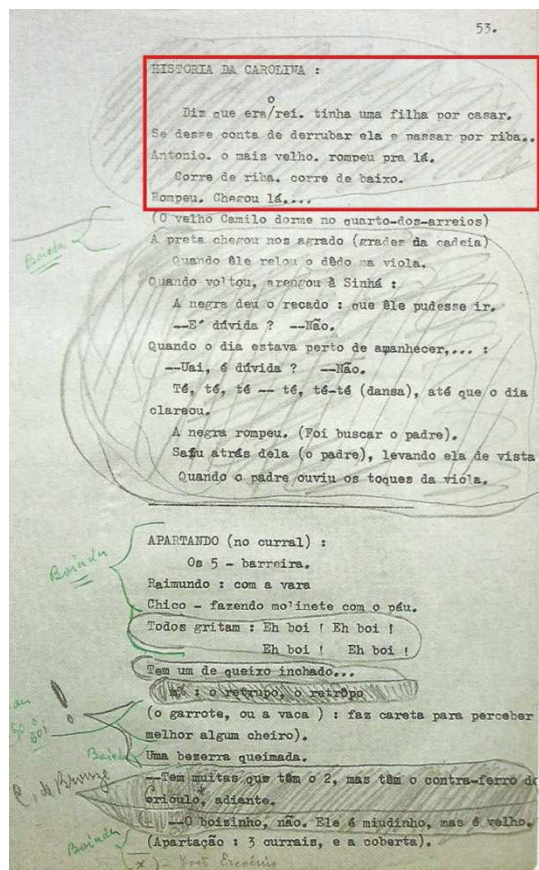 53.
HISTORIA DA CAROLINA :
o
Diz que era/rei. tinha uma filha por casar.
Se desse conta de derrubar ela e passar por riba..
Antonio. o mais velho. rompeu pra lá.
Corre de riba. corre de baixo.
Rompeu. Chegou lá....
(O velho Camilo dorme no quarto-dos-arreios)
Boiada
A preta chegou nos agrado (grades da cadeia)
Quando êle relou o dêdo na viola.
Quando voltou, arengou à Sinhá :
A negra deu o recado : que êle pudesse ir.
--E' dúvida ? --Não.
Quando o dia estava perto de amanhecer,... :
--Uai, é dúvida ? --Não.
Té, té, té -- té, té-té (dansa), até que o dia
clareou.
A negra rompeu. (Foi buscar o padre).
Saíu atrás dela (o padre), levando ela de vista
Quando o padre ouviu os toques da viola.
APARTANDO (no curral) :
Os 5 - barreira.
Boiada
Raimundo : com a vara
Chico - fazendo molinete com o páu.
Todos gritam : Eh boi ! Eh boi !
Eh boi ! Eh boi !
Tem um de queixo inchado...
m% : o retrupo, o retrôpo
(o garrote, ou a vaca ) : faz careta para perceber
melhor algum cheiro).
Boiada
Uma bezerra queimada.
--Tem muitas que têm o 2, mas têm o contra-ferro do
crioulo, adiante.
--O boisinho, não. Ele é miudinho, mas é velho.
Boiada
(Apartação : 3 currais, e a coberta).